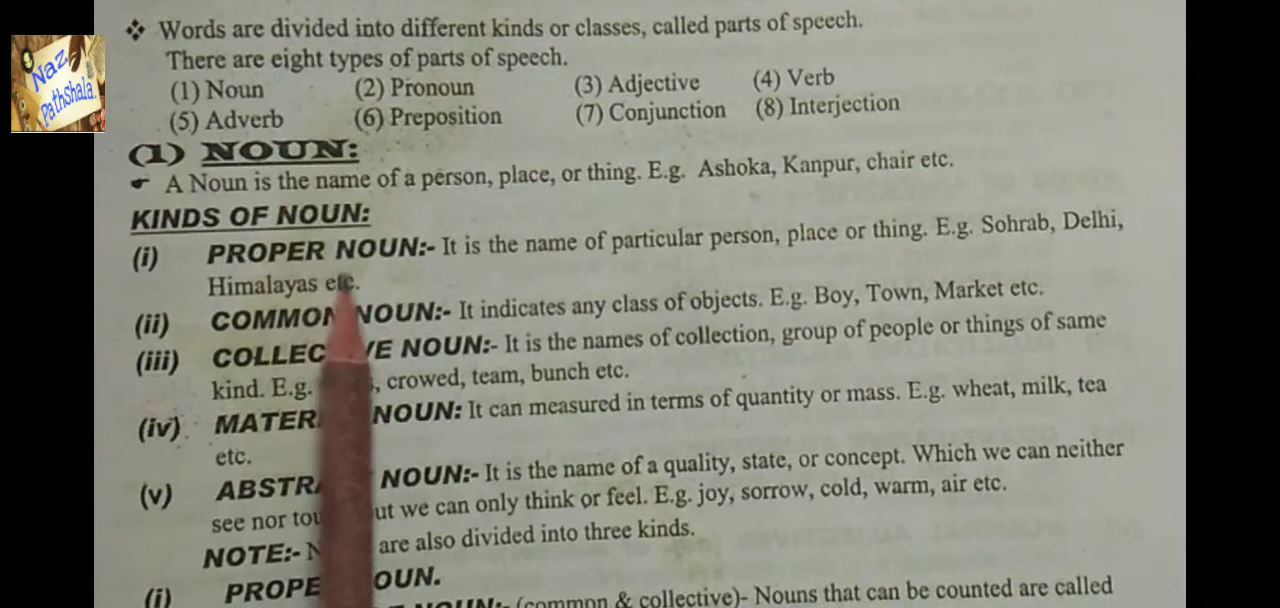 Naz
Pathshala.
❖ Words are divided into different kinds or classes, called parts of speech.
There are eight types of parts of speech.
(1) Noun (2) Pronoun (3) Adjective (4) Verb
(5) Adverb (6) Preposition (7) Conjunction (8) Interjection
(1) NOUN:
☛ A Noun is the name of a person, place, or thing. E.g. Ashoka, Kanpur, chair etc.
KINDS OF NOUN:
(i) PROPER NOUN:- It is the name of particular person, place or thing. E.g. Sohrab, Delhi,
Himalayas etc.
(ii) COMMON NOUN:- It indicates any class of objects. E.g. Boy, Town, Market etc.
(iii) NOUN:- It is the names of collection, group of people or things of same
kind. E.g. , crowed, team, bunch etc.
(iv) NOUN: It can measured in terms of quantity or mass. E.g. wheat, milk, tea
etc.
(v) NOUN:- It is the name of a quality, state, or concept. Which we can neither
see nor we can only think or feel. E.g. joy, sorrow, cold, warm, air etc.
NOTE:- are also divided into three kinds.
(i) PROPE OUN.
NOUN:- (common & collective)- Nouns that can be counted are called